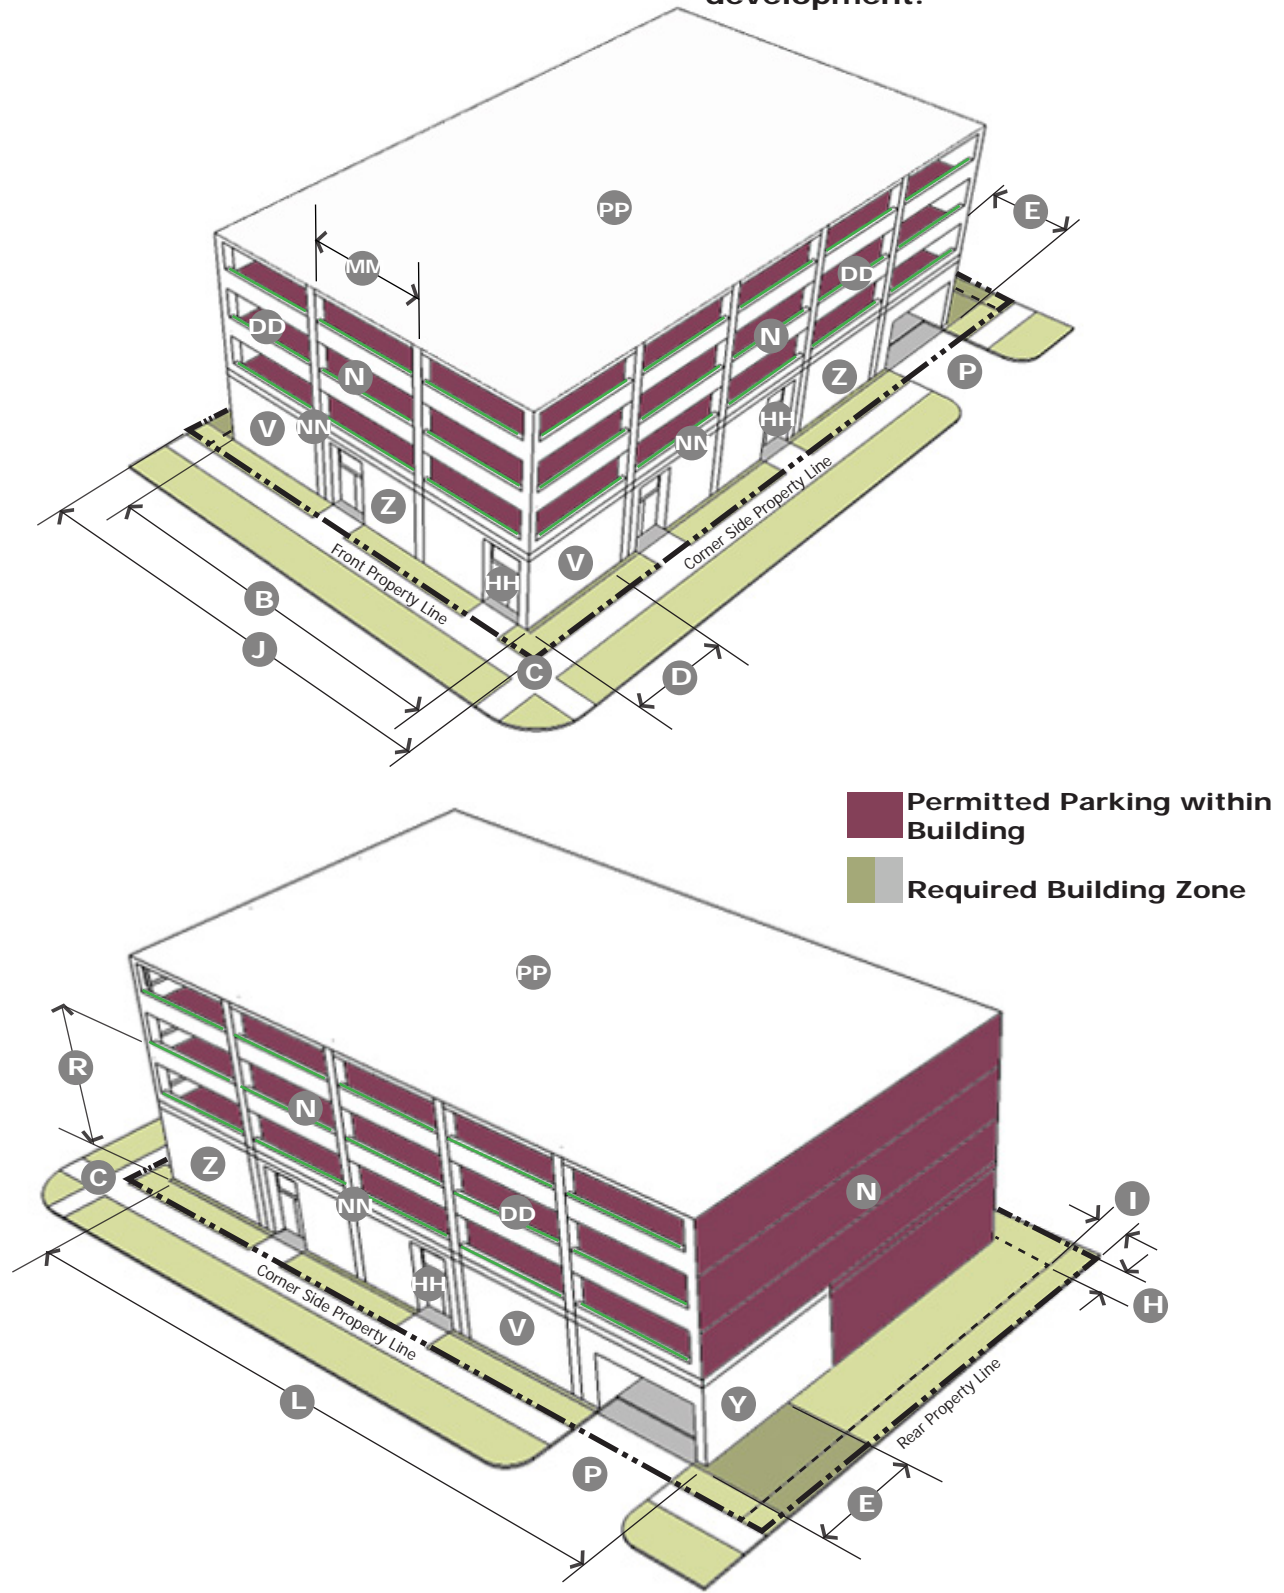 development.
PP
E
MM
DD
DD
N
N
P
Z
HH
V
NN
NN
Z
Corner Side Property Line
V
HH
Front Property Line
B
J
C
D
Permitted Parking within
Building
Required Building Zone
PP
R
N
C
Z
N
I
NN
DD
HH
H
Corner Side Property Line
V
Rear Property Line
L
Y
P
E